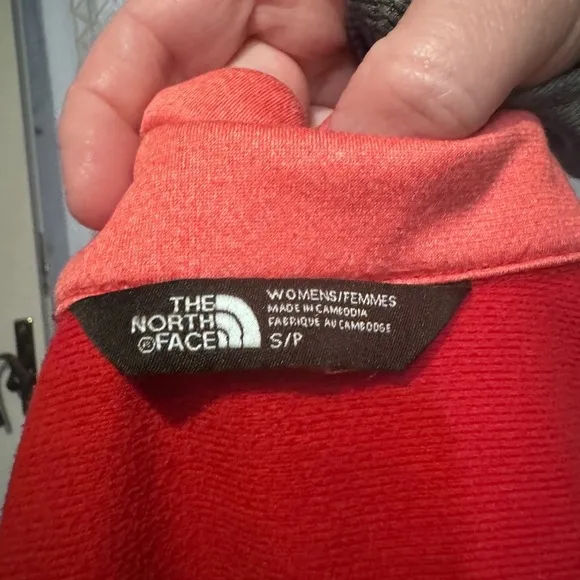 THE
NORTH
FACE
WOMENS/FEMMES
MADE IN CAMBODIA
FABRIQUE AU CAMBODGE
S/P